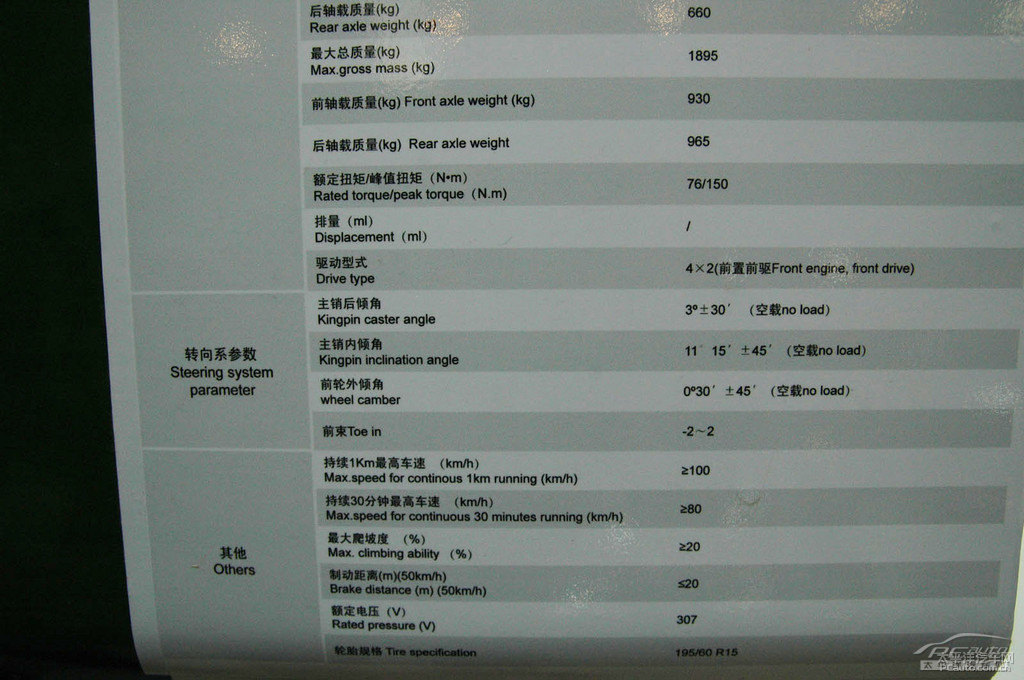 后轴载质量(kg)
Rear axle weight (kg)
660
最大总质量(kg)
Max.gross mass (kg)
1895
前轴载质量(kg) Front axle weight (kg)
930
后轴载质量(kg) Rear axle weight
965
额定扭矩/峰值扭矩（N•m）
Rated torque/peak torque（N.m）
76/150
排量（ml）
Displacement（ml）
/
驱动型式
Drive type
4×2(前置前驱Front engine, front drive)
转向系参数
Steering system
parameter
主销后倾角
Kingpin caster angle
3°±30′（空载no load）
主销内倾角
Kingpin inclination angle
11°15′±45′（空载no load）
前轮外倾角
wheel camber
0°30′±45′（空载no load）
前束Toe in
-2～2
其他
Others
持续1Km最高车速 （km/h）
Max.speed for continous 1km running (km/h)
≥100
持续30分钟最高车速 （km/h）
Max.speed for continuous 30 minutes running (km/h)
≥80
最大爬坡度 （%）
Max. climbing ability （%）
≥20
制动距离(m)(50km/h)
Brake distance (m) (50km/h)
≤20
额定电压（V）
Rated pressure (V)
307
轮胎规格 Tire specification
195/60 R15
PCauto
太平洋汽车网
PCauto.com.cn